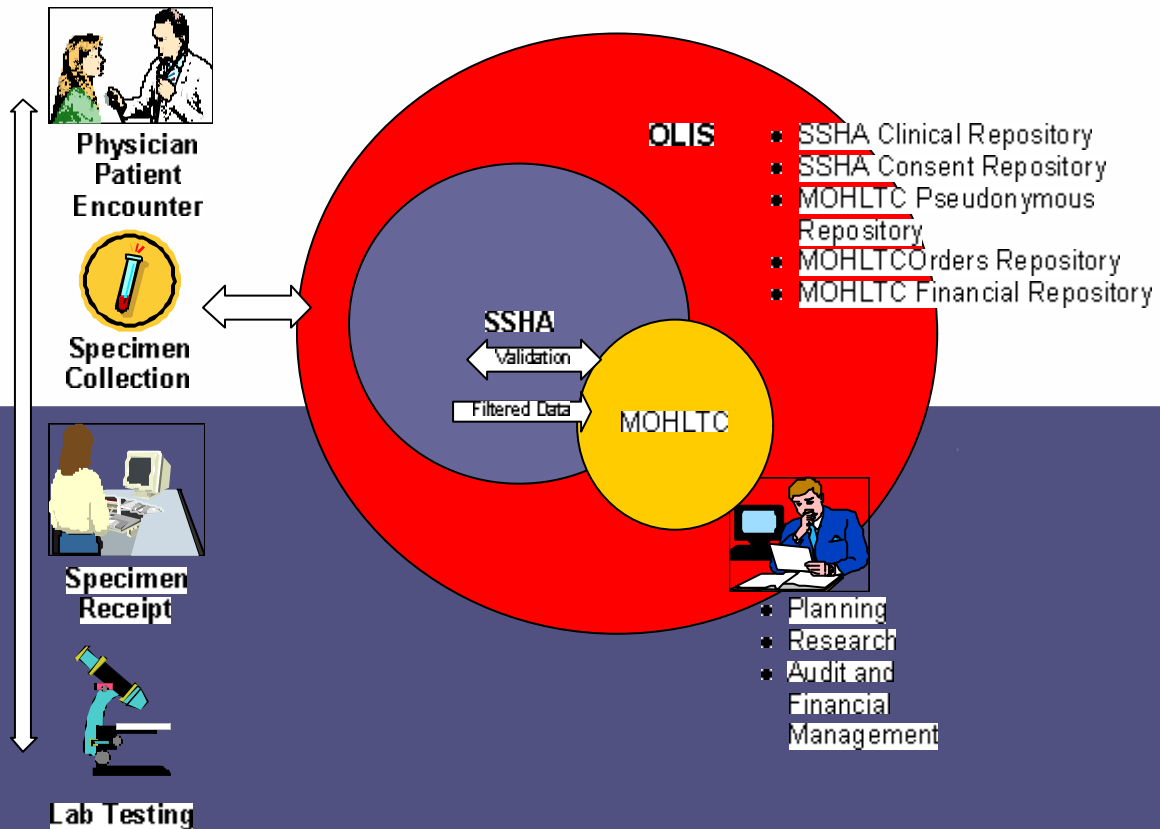 Physician
Patient
Encounter
Specimen
Collection
Specimen
Receipt
Lab Testing
OLIS
• SSHA Clinical Repository
• SSHA Consent Repository
• MOHLTC Pseudonymous
Repository
• MOHLTCOrders Repository
• MOHLTC Financial Repository
SSHA
Validation
Filtered Data
MOHLTC
• Planning
• Research
• Audit and
Financial
Management